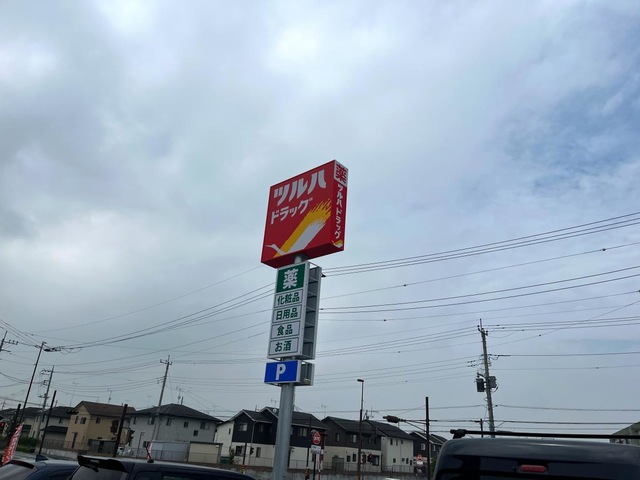 ツルハ
ドラッグ
薬
ツルハドラッグ
薬
化粧品
日用品
食品
お酒
P